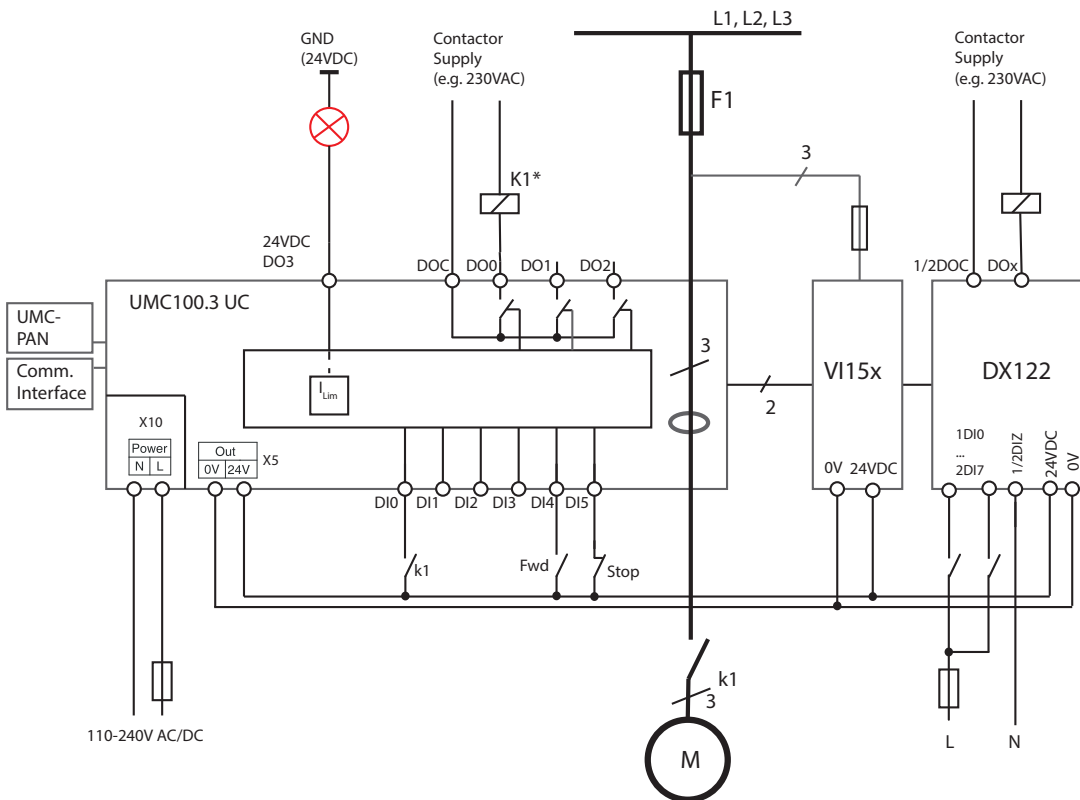 L1, L2, L3
GND
(24VDC)
Contactor
Supply
(e.g. 230VAC)
Contactor
Supply
(e.g. 230VAC)
F1
3
K1*
24VDC
DO3
DOC
DO0
DO1
DO2
1/2DOC
DOx
UMC100.3 UC
UMC-
PAN
Comm.
Interface
3
VI15x
DX122
ILim
2
X10
Power
N
L
Out
0V
24V
X5
0V
24VDC
1DI0
...
2DI7
1/2DIZ
24VDC
0V
DI0
DI1
DI2
DI3
DI4
DI5
k1
Fwd
Stop
k1
3
110-240V AC/DC
M
L
N